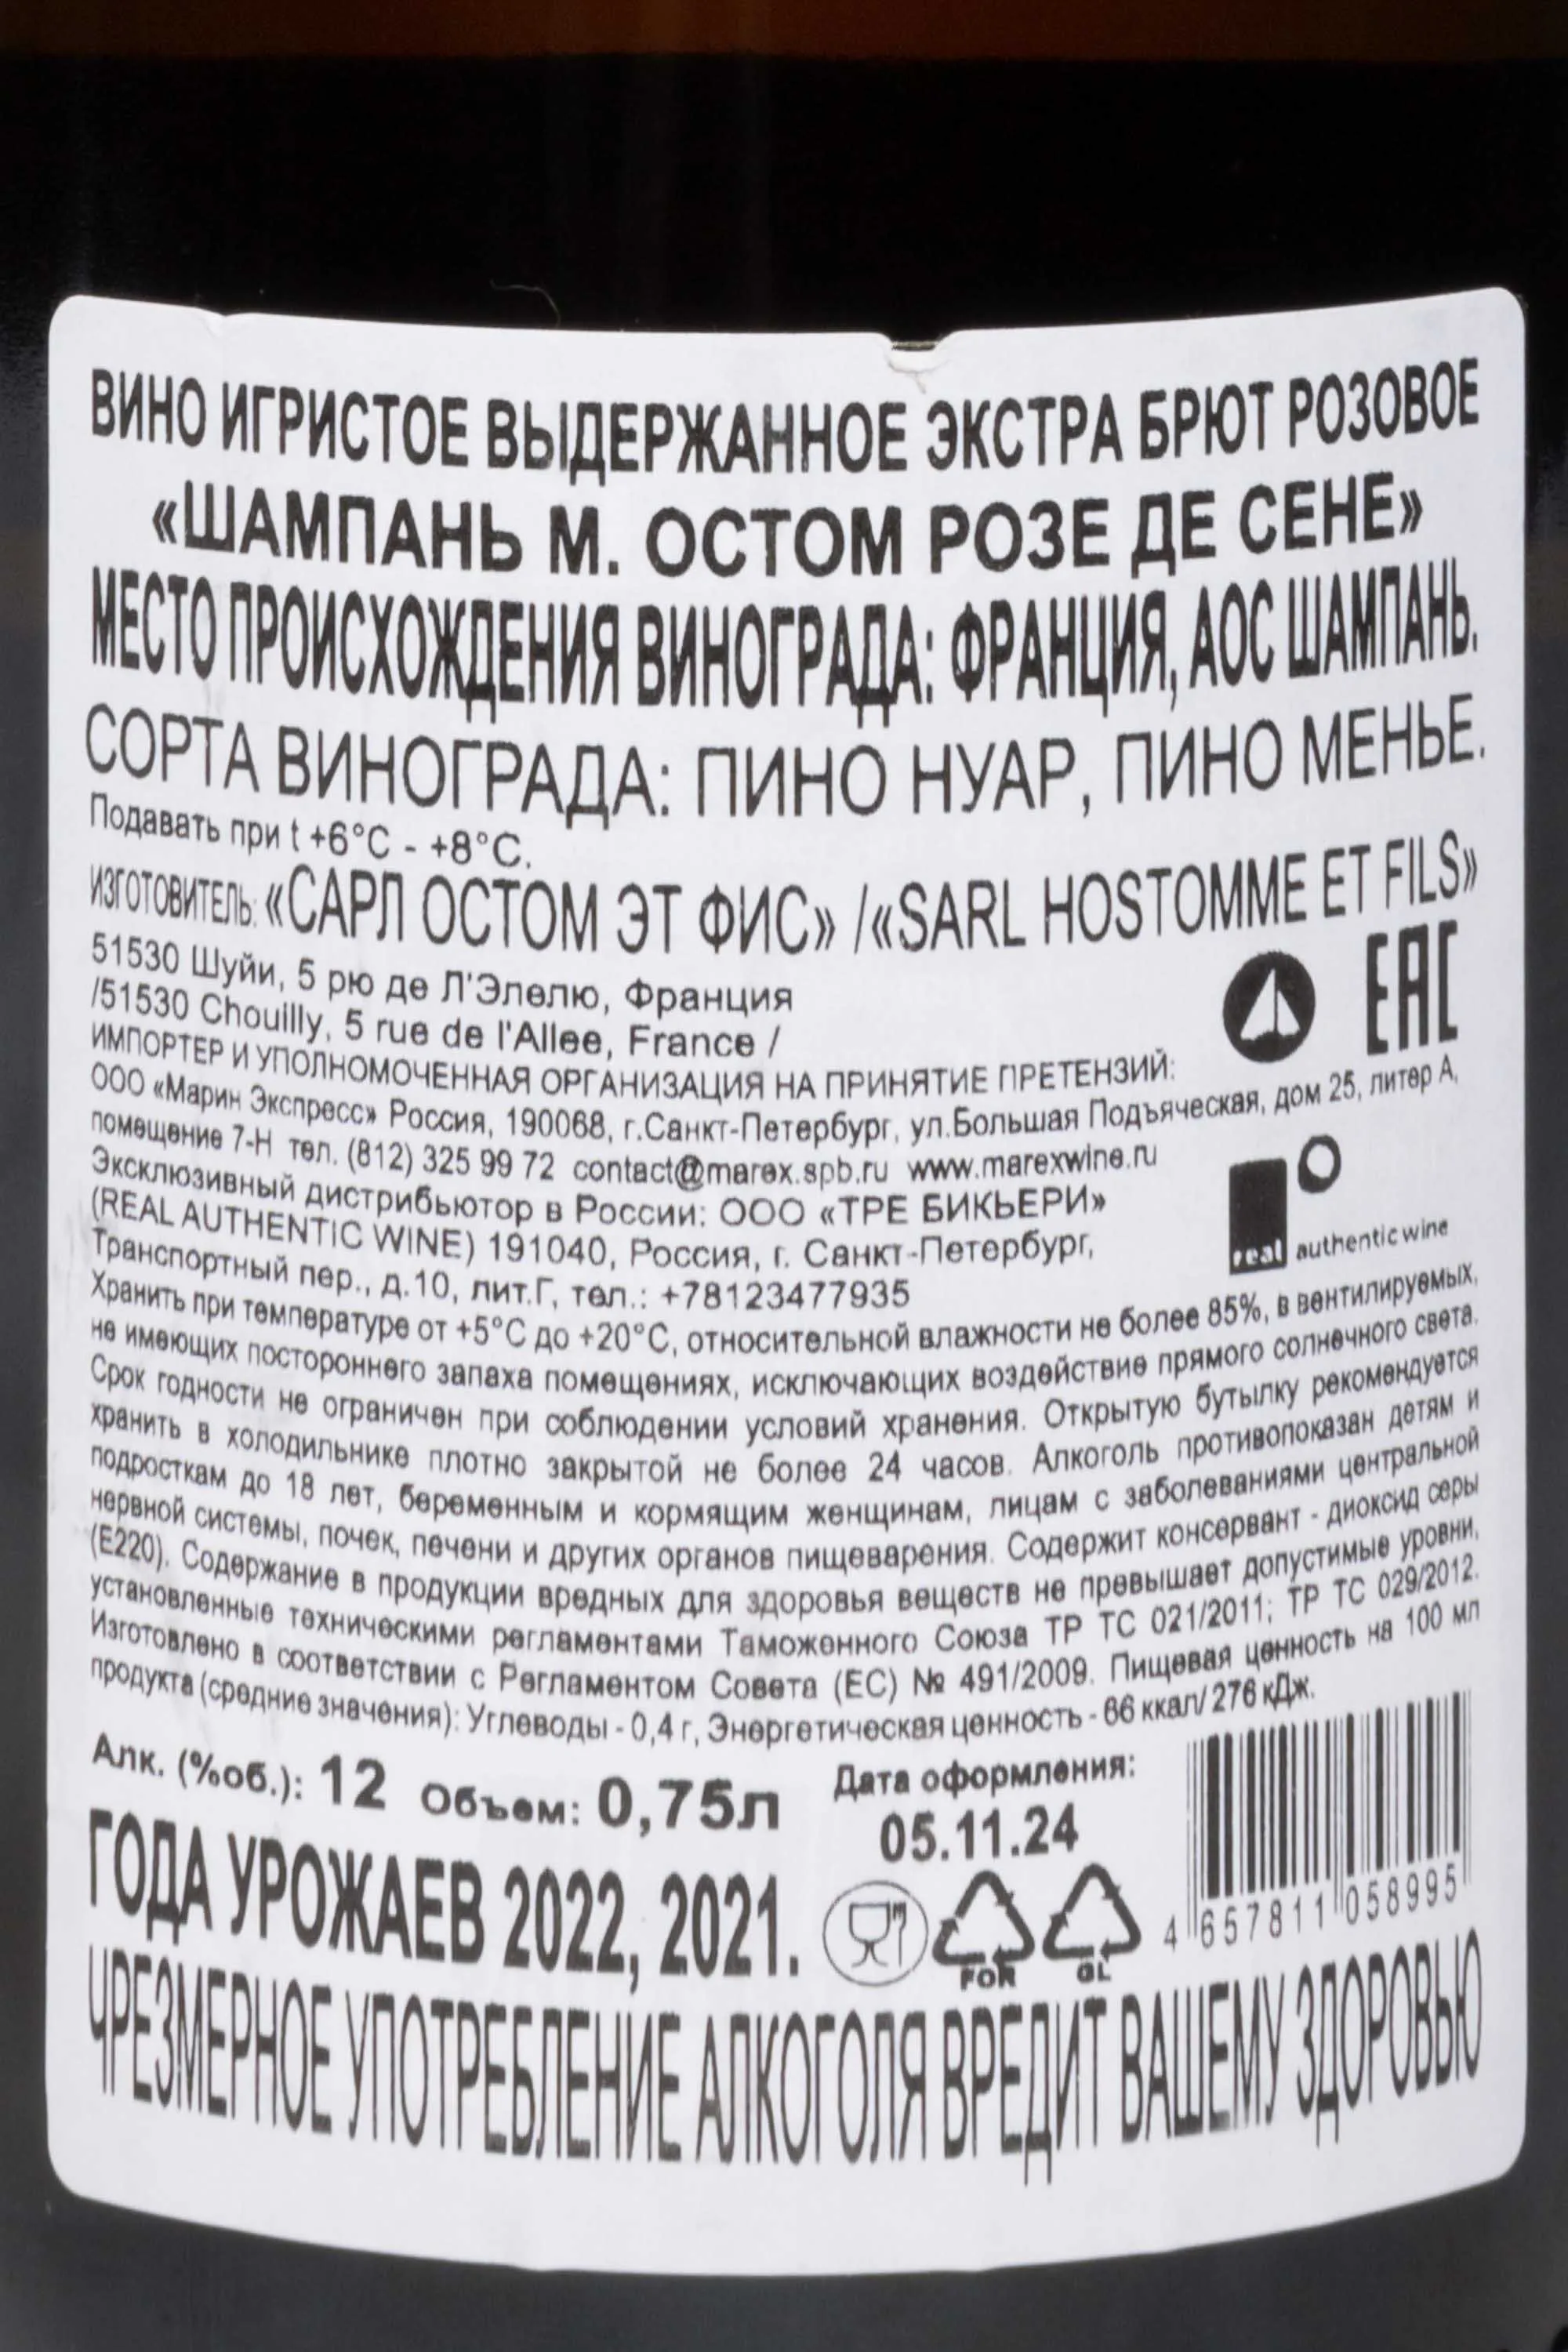 ВИНО ИГРИСТОЕ ВЫДЕРЖАННОЕ ЭКСТРА БРЮТ РОЗОВОЕ
«ШАМПАНЬ М. ОСТОМ РОЗЕ ДЕ СЕНЕ»
МЕСТО ПРОИСХОЖДЕНИЯ ВИНОГРАДА: ФРАНЦИЯ, АОС ШАМПАНЬ.
СОРТА ВИНОГРАДА: ПИНО НУАР, ПИНО МЕНЬЕ.
Подавать при t +6°С - +8°С.
ИЗГОТОВИТЕЛЬ: «САРЛ ОСТОМ ЭТ ФИС» /«SARL HOSTOMME ET FILS»
51530 Шуйи, 5 рю де Л'Элелю, Франция
/51530 Chouilly, 5 rue de l'Allee, France /
EAC
ИМПОРТЕР И УПОЛНОМОЧЕННАЯ ОРГАНИЗАЦИЯ НА ПРИНЯТИЕ ПРЕТЕНЗИЙ:
ООО «Марин Экспресс» Россия, 190068, г.Санкт-Петербург, ул.Большая Подъяческая, дом 25, литер А,
помещение 7-Н тел. (812) 325 99 72 contact@marex.spb.ru www.marexwine.ru
Эксклюзивный дистрибьютор в России: ООО «ТРЕ БИКЬЕРИ»
(REAL AUTHENTIC WINE) 191040, Россия, г. Санкт-Петербург,
Транспортный пер., д.10, лит.Г, тел.: +78123477935
real authentic wine
Хранить при температуре от +5°С до +20°С, относительной влажности не более 85%, в вентилируемых,
не имеющих постороннего запаха помещениях, исключающих воздействие прямого солнечного света.
Срок годности не ограничен при соблюдении условий хранения. Открытую бутылку рекомендуется
хранить в холодильнике плотно закрытой не более 24 часов. Алкоголь противопоказан детям и
подросткам до 18 лет, беременным и кормящим женщинам, лицам с заболеваниями центральной
нервной системы, почек, печени и других органов пищеварения. Содержит консервант - диоксид серы
(Е220). Содержание в продукции вредных для здоровья веществ не превышает допустимые уровни,
установленные техническими регламентами Таможенного Союза ТР ТС 021/2011; ТР ТС 029/2012.
Изготовлено в соответствии с Регламентом Совета (ЕС) № 491/2009. Пищевая ценность на 100 мл
продукта (средние значения): Углеводы - 0,4 г, Энергетическая ценность - 66 ккал/ 276 кДж.
Алк. (%об.): 12 Объем: 0,75л
Дата оформления:
05.11.24
ГОДА УРОЖАЕВ 2022, 2021.
FOR GL
4 657811 058995
ЧРЕЗМЕРНОЕ УПОТРЕБЛЕНИЕ АЛКОГОЛЯ ВРЕДИТ ВАШЕМУ ЗДОРОВЬЮ